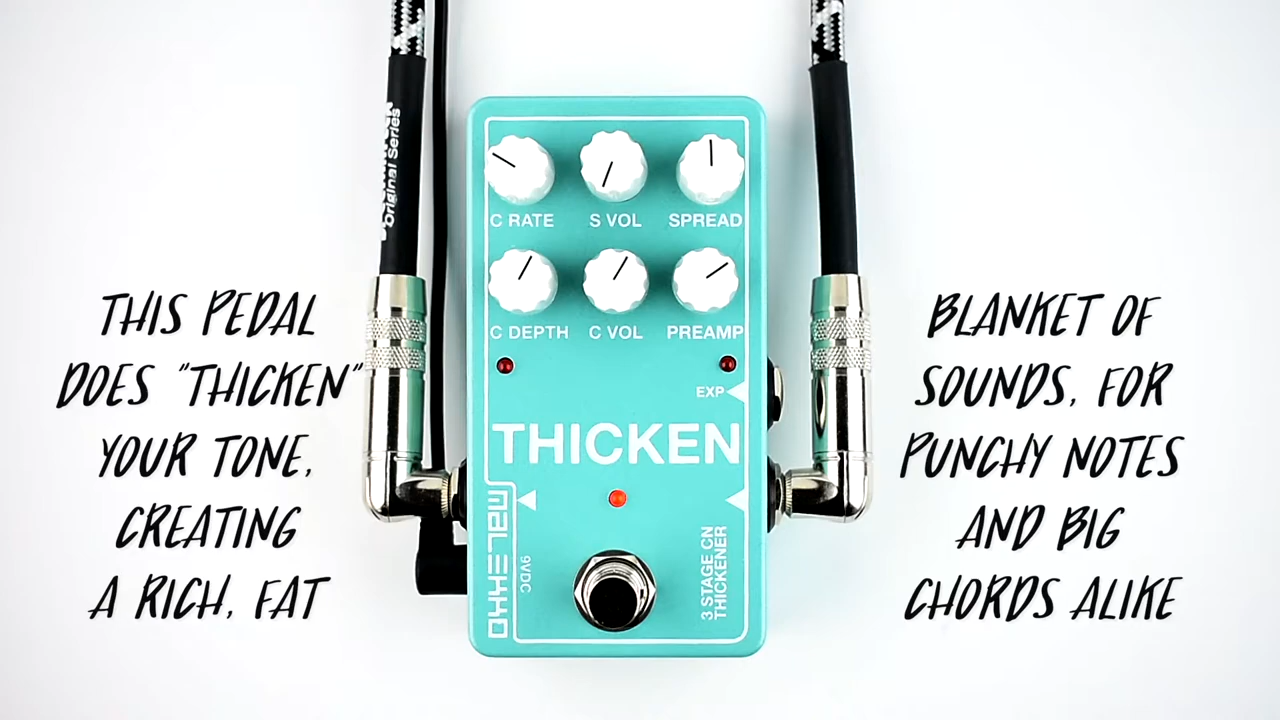 THIS PEDAL
DOES "THICKEN"
YOUR TONE,
CREATING
A RICH, FAT
BLANKET OF
SOUNDS, FOR
PUNCHY NOTES
AND BIG
CHORDS ALIKE
Original Series
C RATE S VOL SPREAD
C DEPTH C VOL PREAMP
EXP
THICKEN
MALEKKO
9VDC
3 STAGE CN
THICKENER